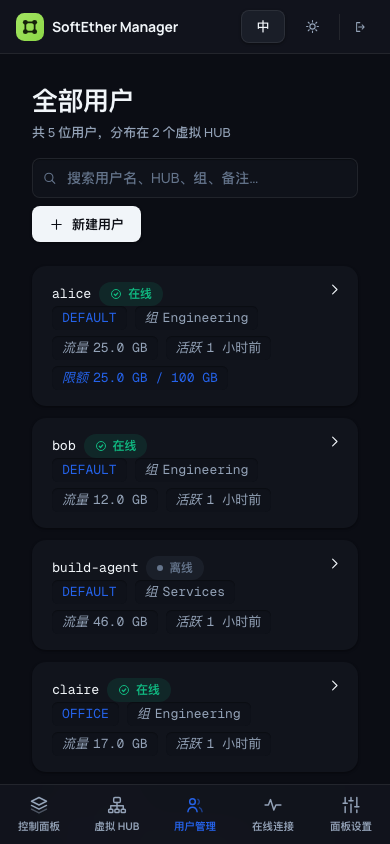 SoftEther Manager
中
全部用户
共 5 位用户，分布在 2 个虚拟 HUB
搜索用户名、HUB、组、备注...
新建用户
alice 在线
DEFAULT 组 Engineering
流量 25.0 GB 活跃 1 小时前
限额 25.0 GB / 100 GB
bob 在线
DEFAULT 组 Engineering
流量 12.0 GB 活跃 1 小时前
build-agent 离线
DEFAULT 组 Services
流量 46.0 GB 活跃 1 小时前
claire 在线
OFFICE 组 Engineering
流量 17.0 GB 活跃 1 小时前
控制面板 虚拟 HUB 用户管理 在线连接 面板设置